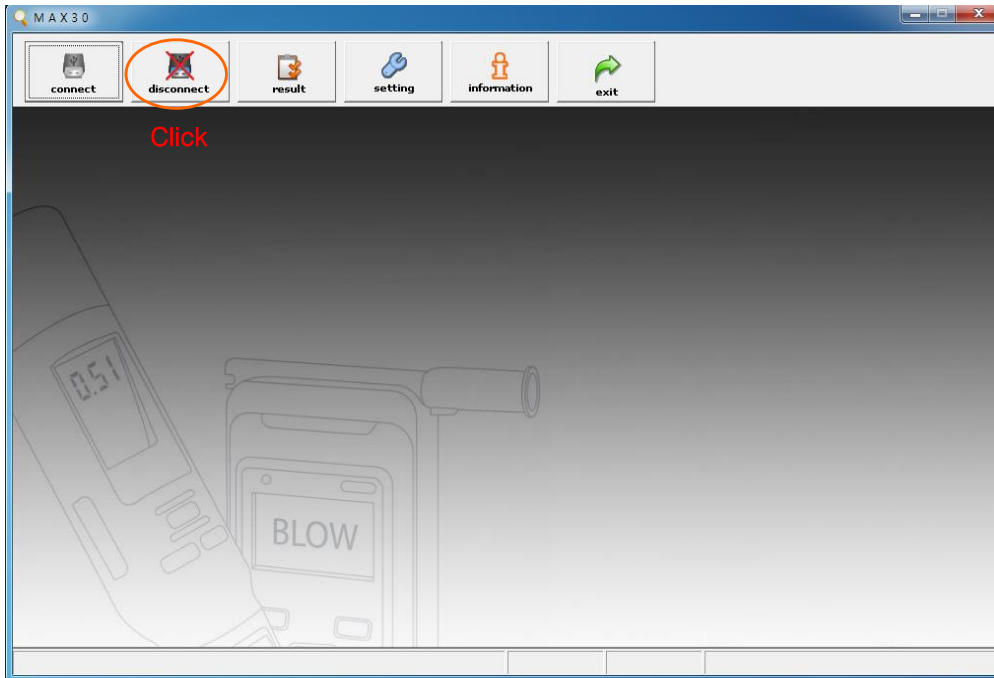 MAX30
connect disconnect result setting information exit
Click
0.51
BLOW